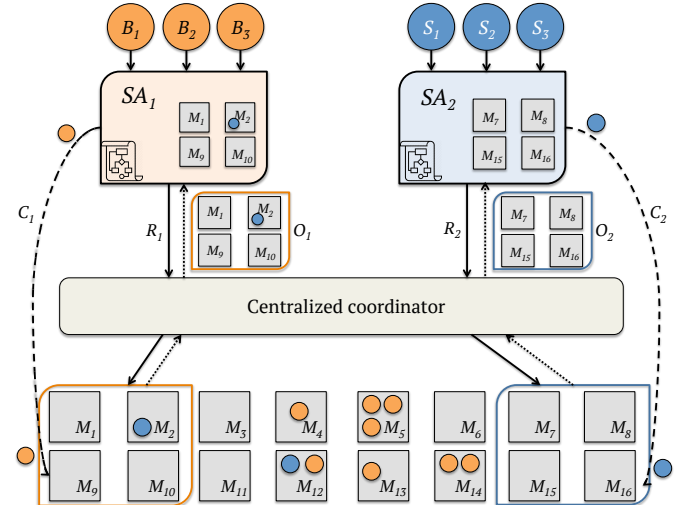 B1 B2 B3 S1 S2 S3
SA1 SA2
M1 M2 M7 M8
M9 M10 M15 M16
C1 R1 M1 M2 O1 R2 M7 M8 O2 C2
M9 M10 M15 M16
Centralized coordinator
M1 M2 M3 M4 M5 M6 M7 M8
M9 M10 M11 M12 M13 M14 M15 M16